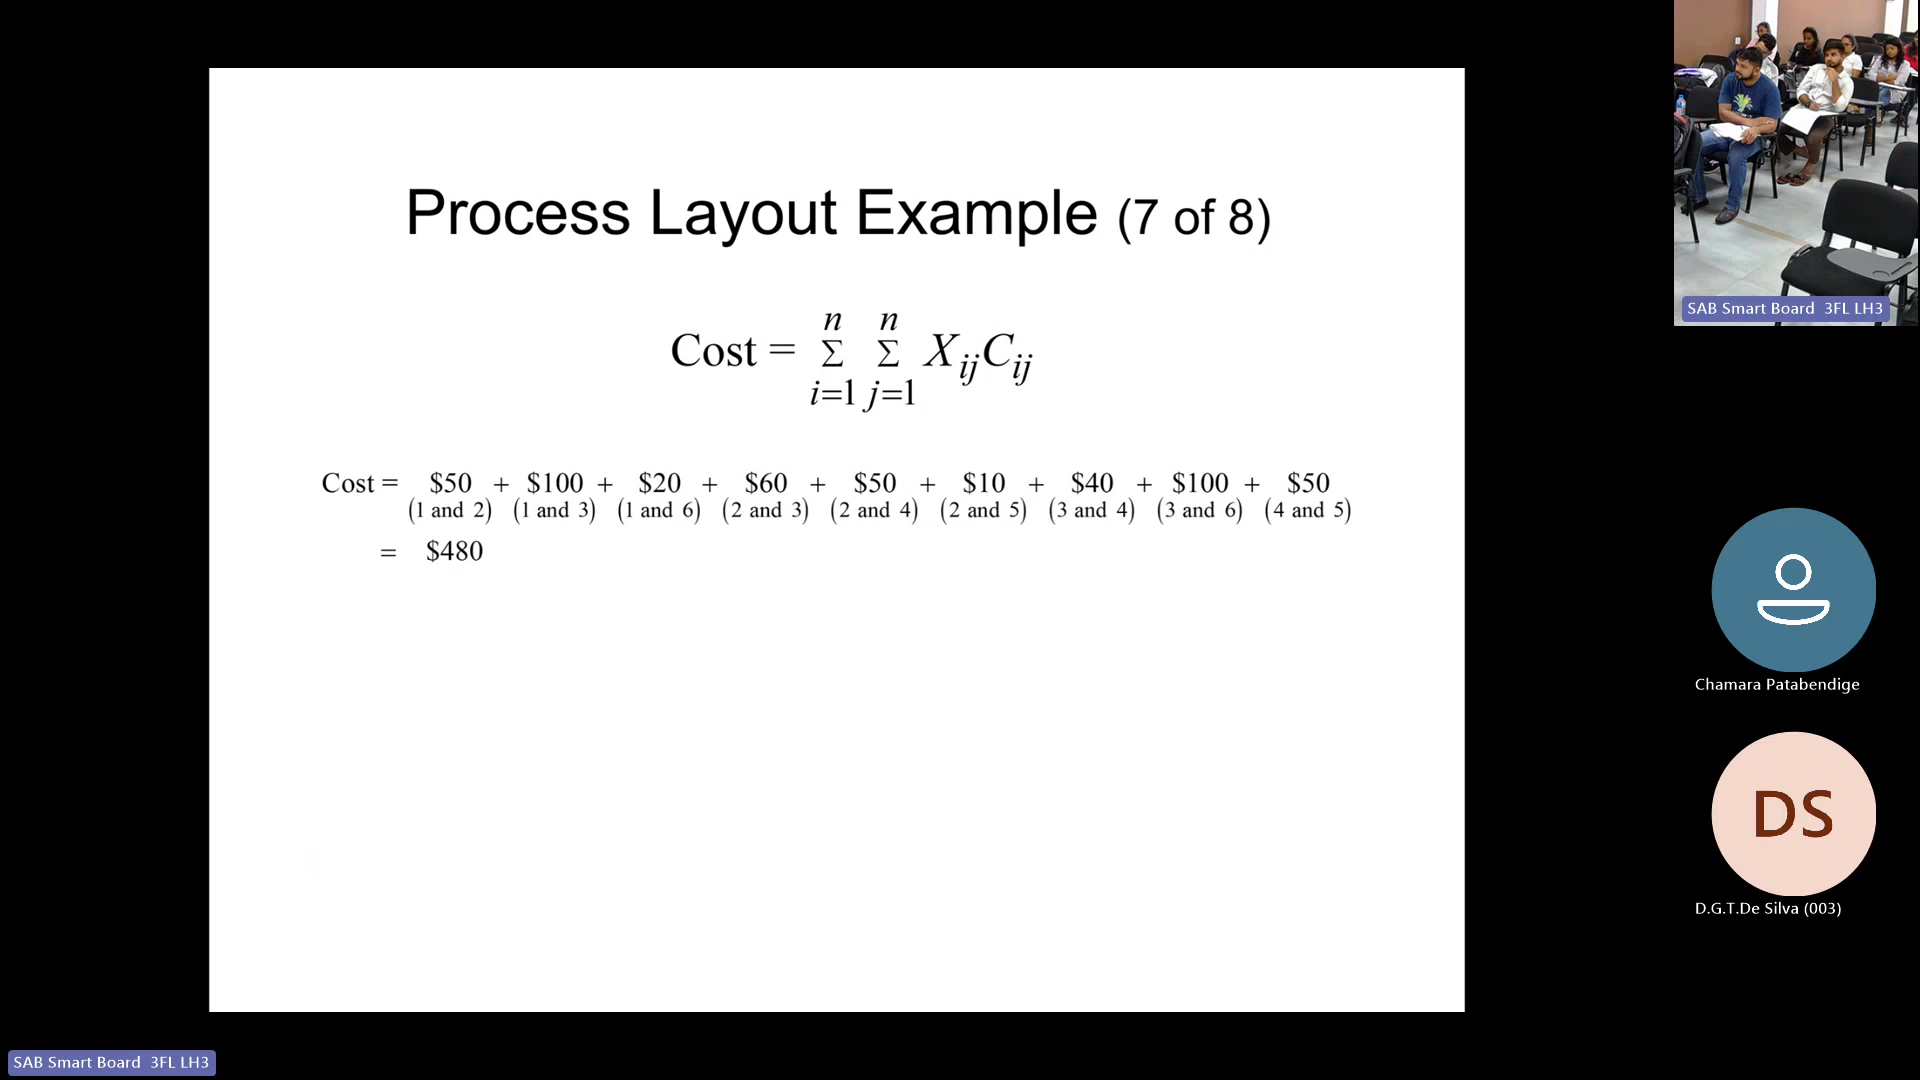 Process Layout Example (7 of 8)
n n
Cost = Σ Σ XijCij
i=1 j=1
Cost = $50 + $100 + $20 + $60 + $50 + $10 + $40 + $100 + $50
(1 and 2) (1 and 3) (1 and 6) (2 and 3) (2 and 4) (2 and 5) (3 and 4) (3 and 6) (4 and 5)
= $480
SAB Smart Board 3FL LH3
Chamara Patabendige
DS
D.G.T.De Silva (003)
SAB Smart Board 3FL LH3